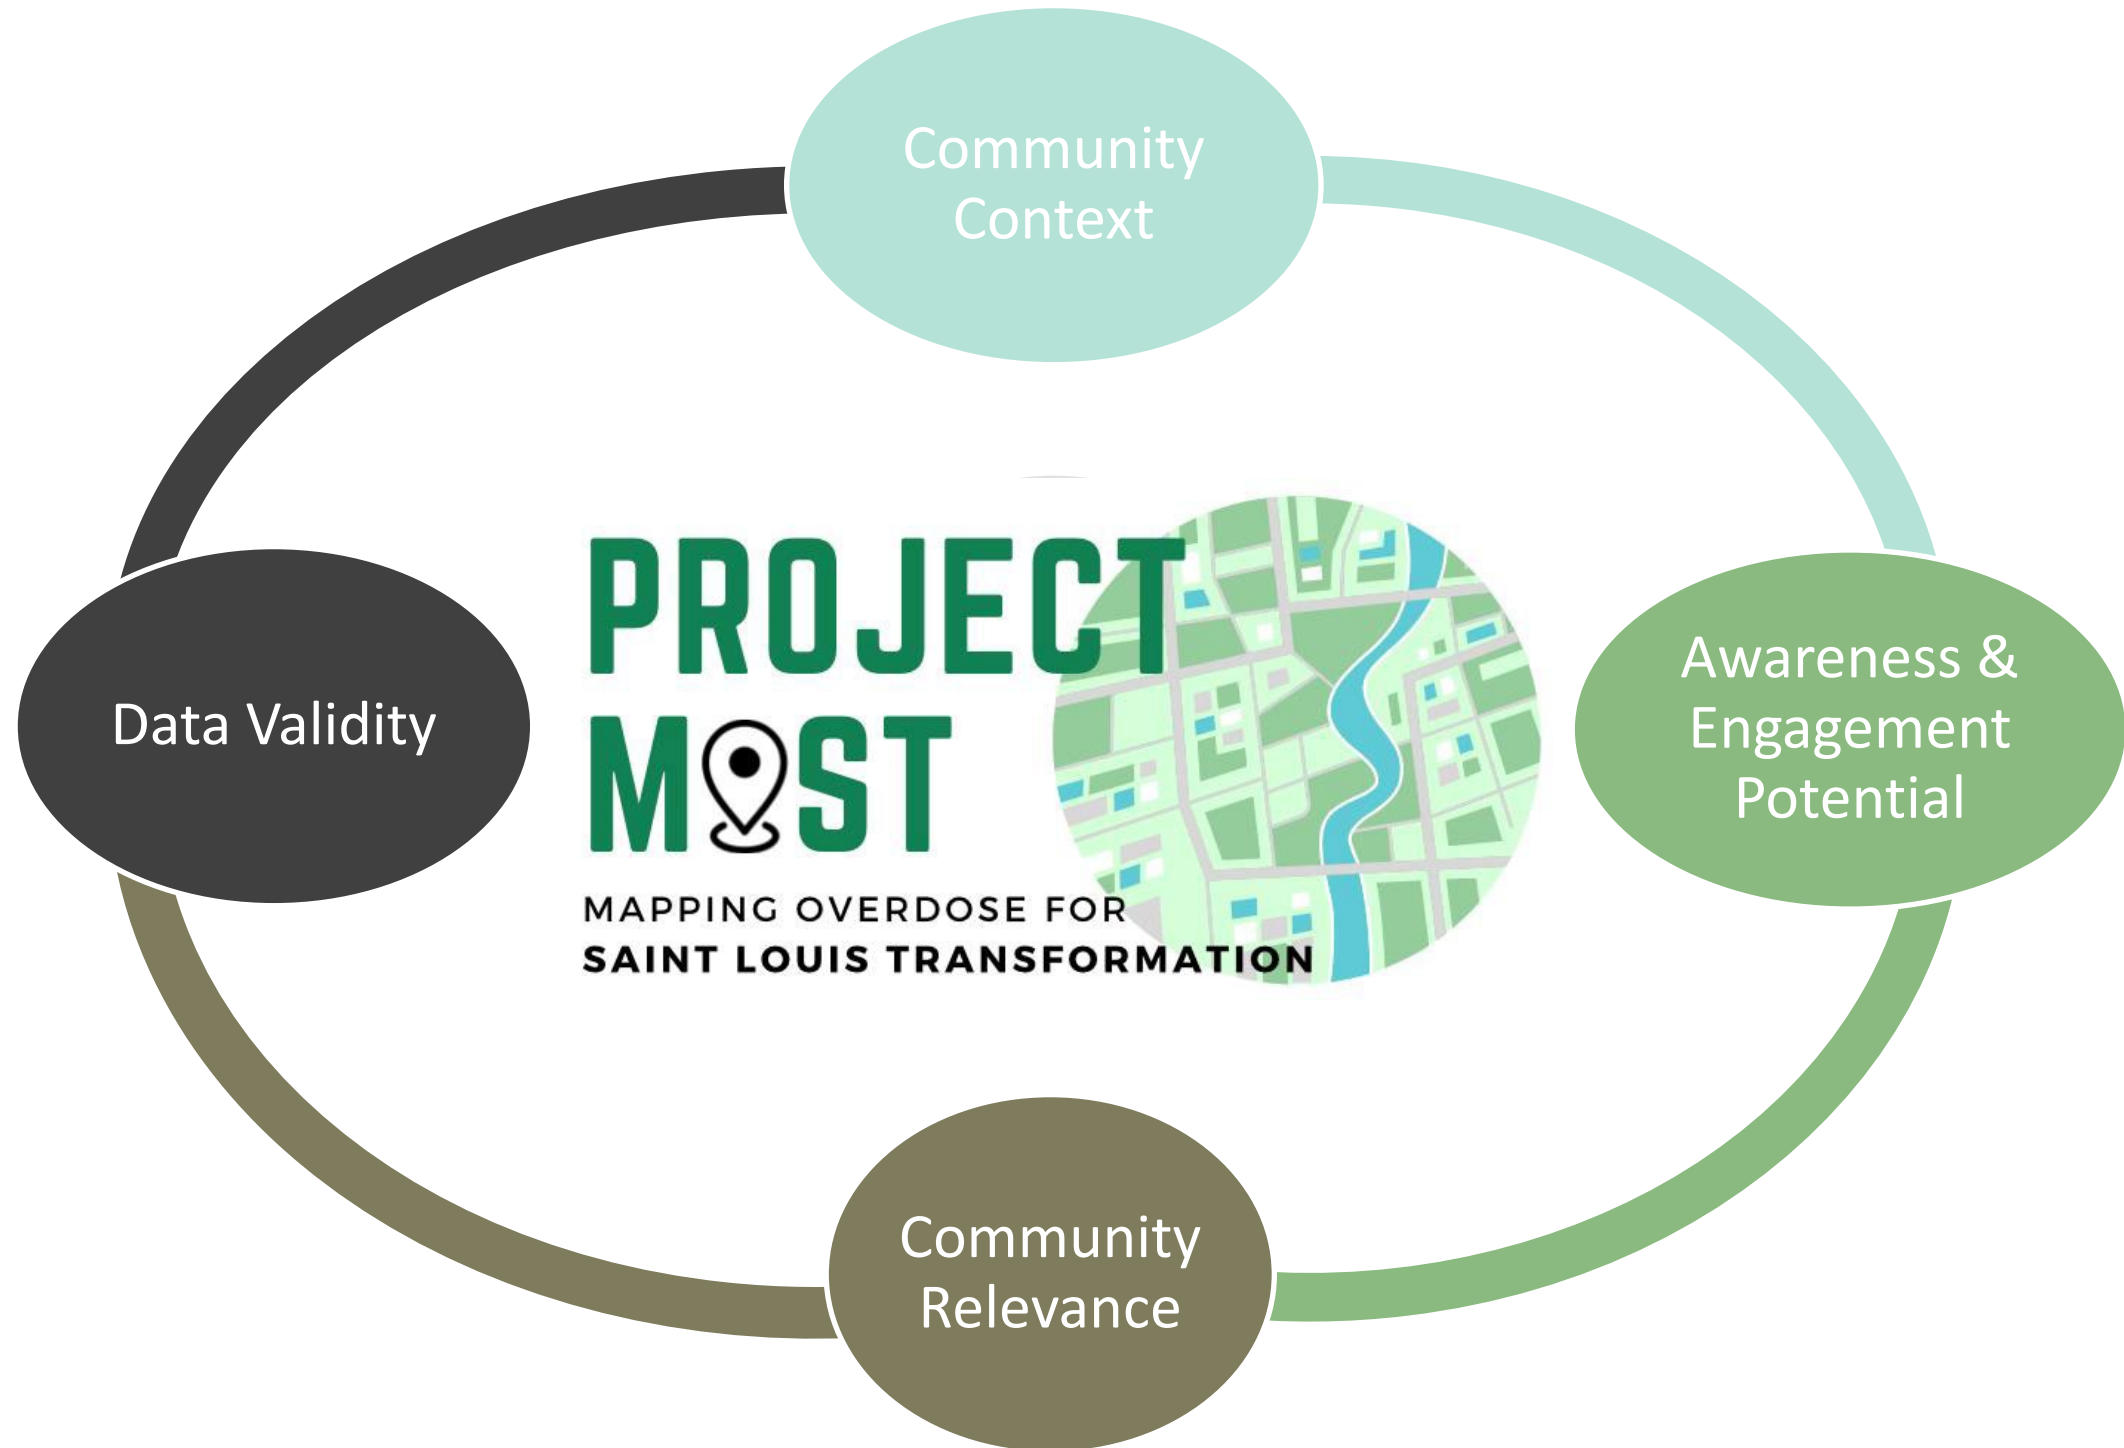 Community
Context
Awareness &
Engagement
Potential
Community
Relevance
Data Validity
PROJECT
MOST
MAPPING OVERDOSE FOR
SAINT LOUIS TRANSFORMATION